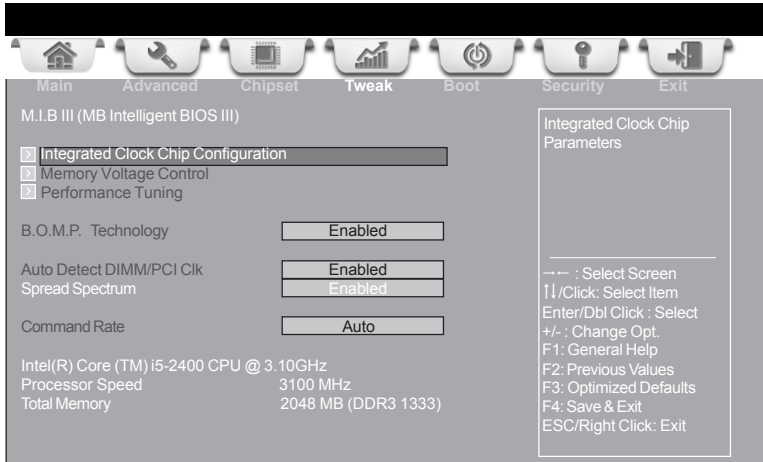 Main Advanced Chipset Tweak Boot Security Exit
M.I.B III (MB Intelligent BIOS III)
> Integrated Clock Chip Configuration
> Memory Voltage Control
> Performance Tuning
B.O.M.P. Technology Enabled
Auto Detect DIMM/PCI Clk Enabled
Spread Spectrum Enabled
Command Rate Auto
Intel(R) Core (TM) i5-2400 CPU @ 3.10GHz
Processor Speed 3100 MHz
Total Memory 2048 MB (DDR3 1333)
Integrated Clock Chip
Parameters
→← : Select Screen
↑↓/Click: Select Item
Enter/Dbl Click : Select
+/- : Change Opt.
F1: General Help
F2: Previous Values
F3: Optimized Defaults
F4: Save & Exit
ESC/Right Click: Exit